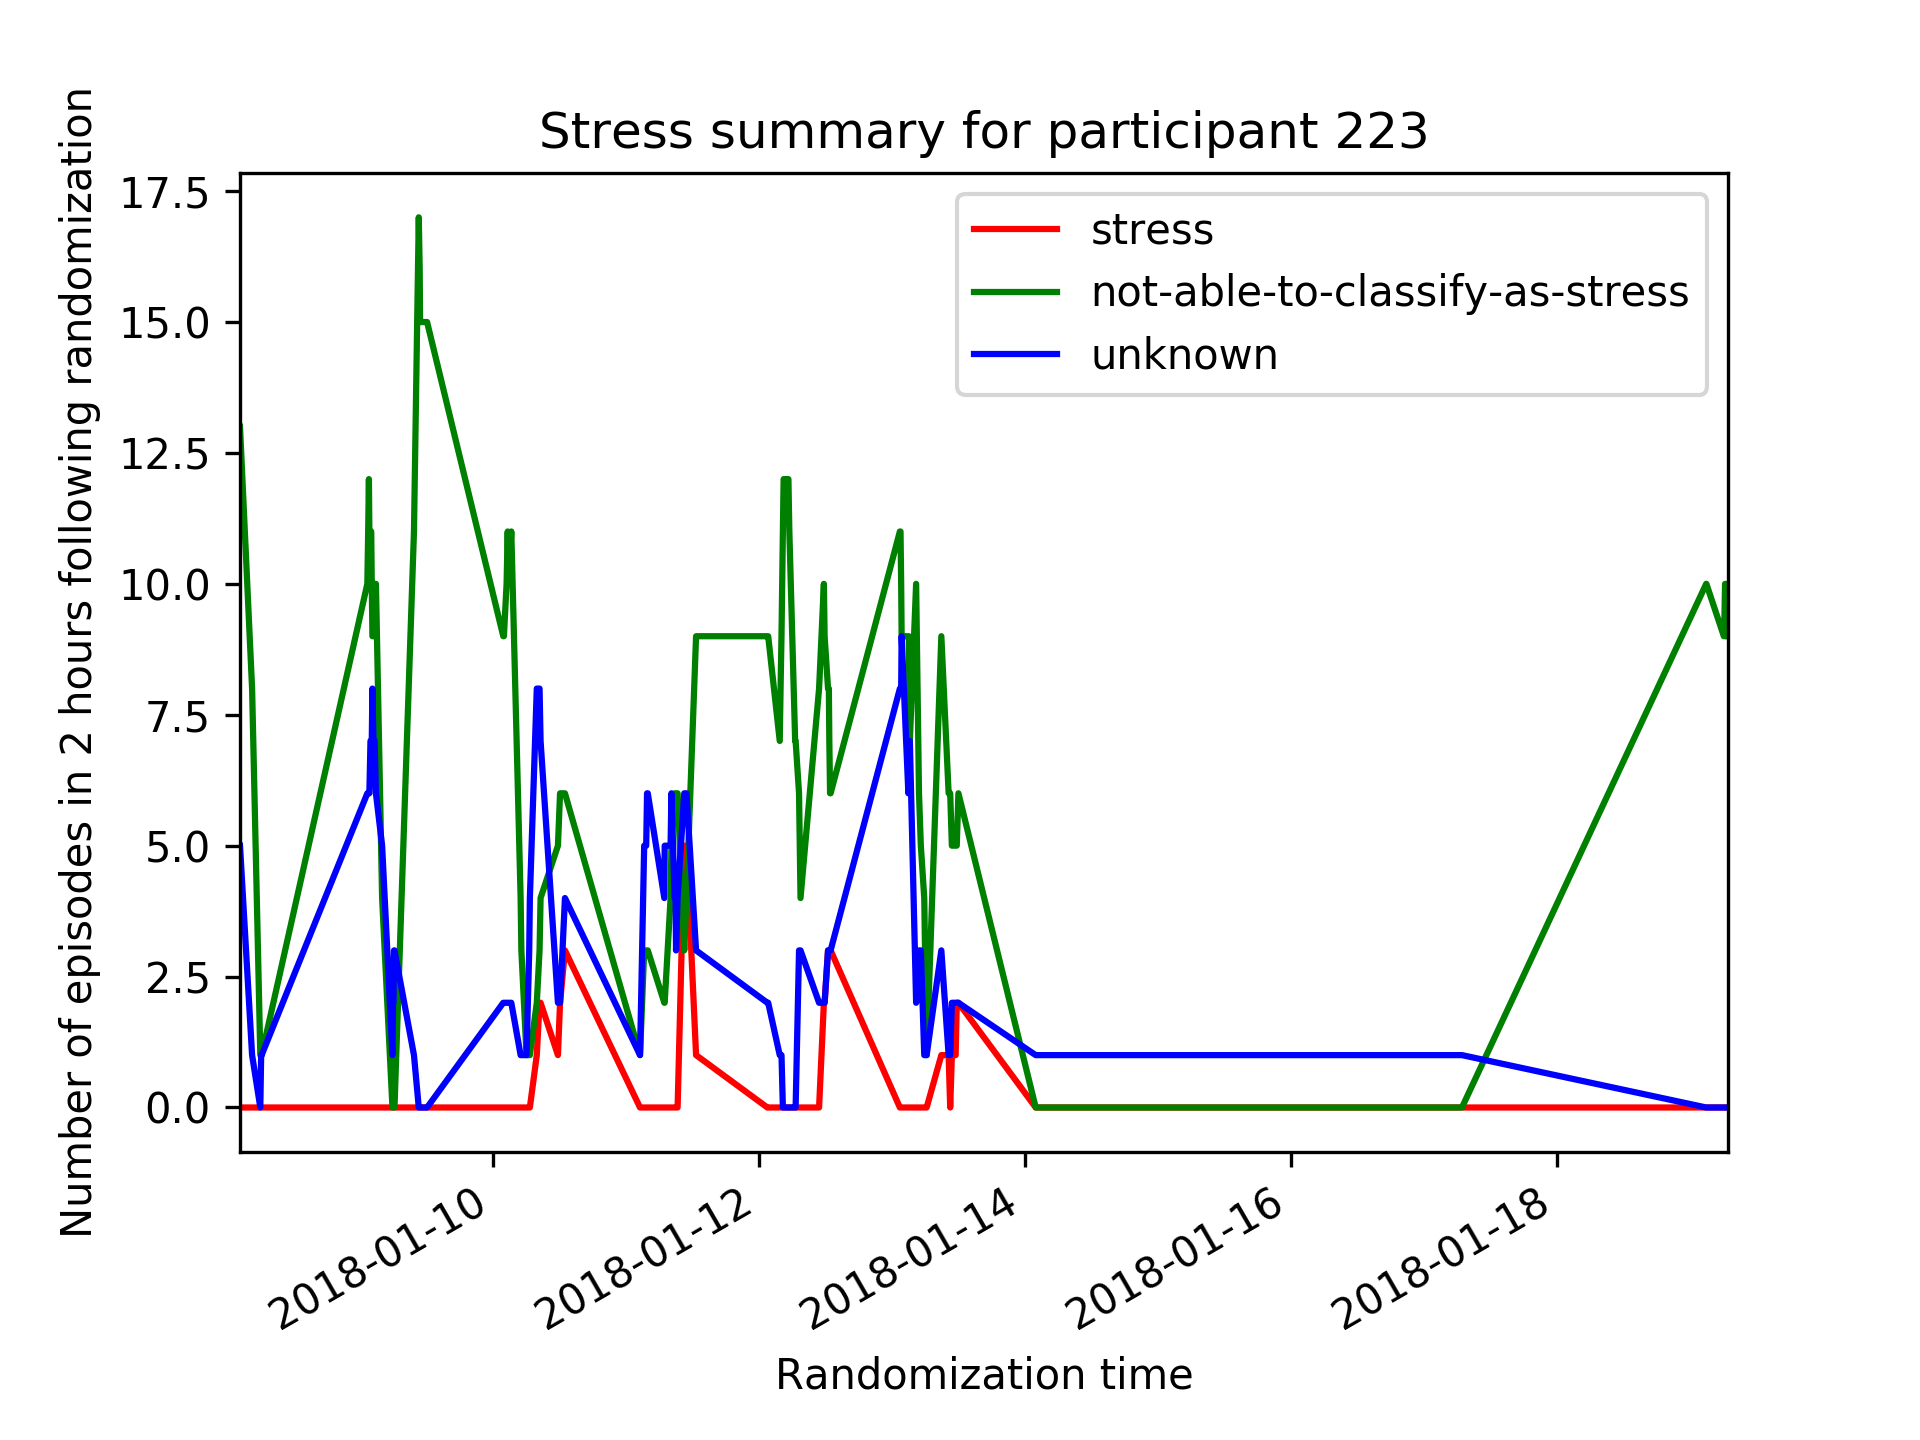 Stress summary for participant 223
Number of episodes in 2 hours following randomization
17.5
15.0
12.5
10.0
7.5
5.0
2.5
0.0
stress
not-able-to-classify-as-stress
unknown
2018-01-10
2018-01-12
2018-01-14
2018-01-16
2018-01-18
Randomization time